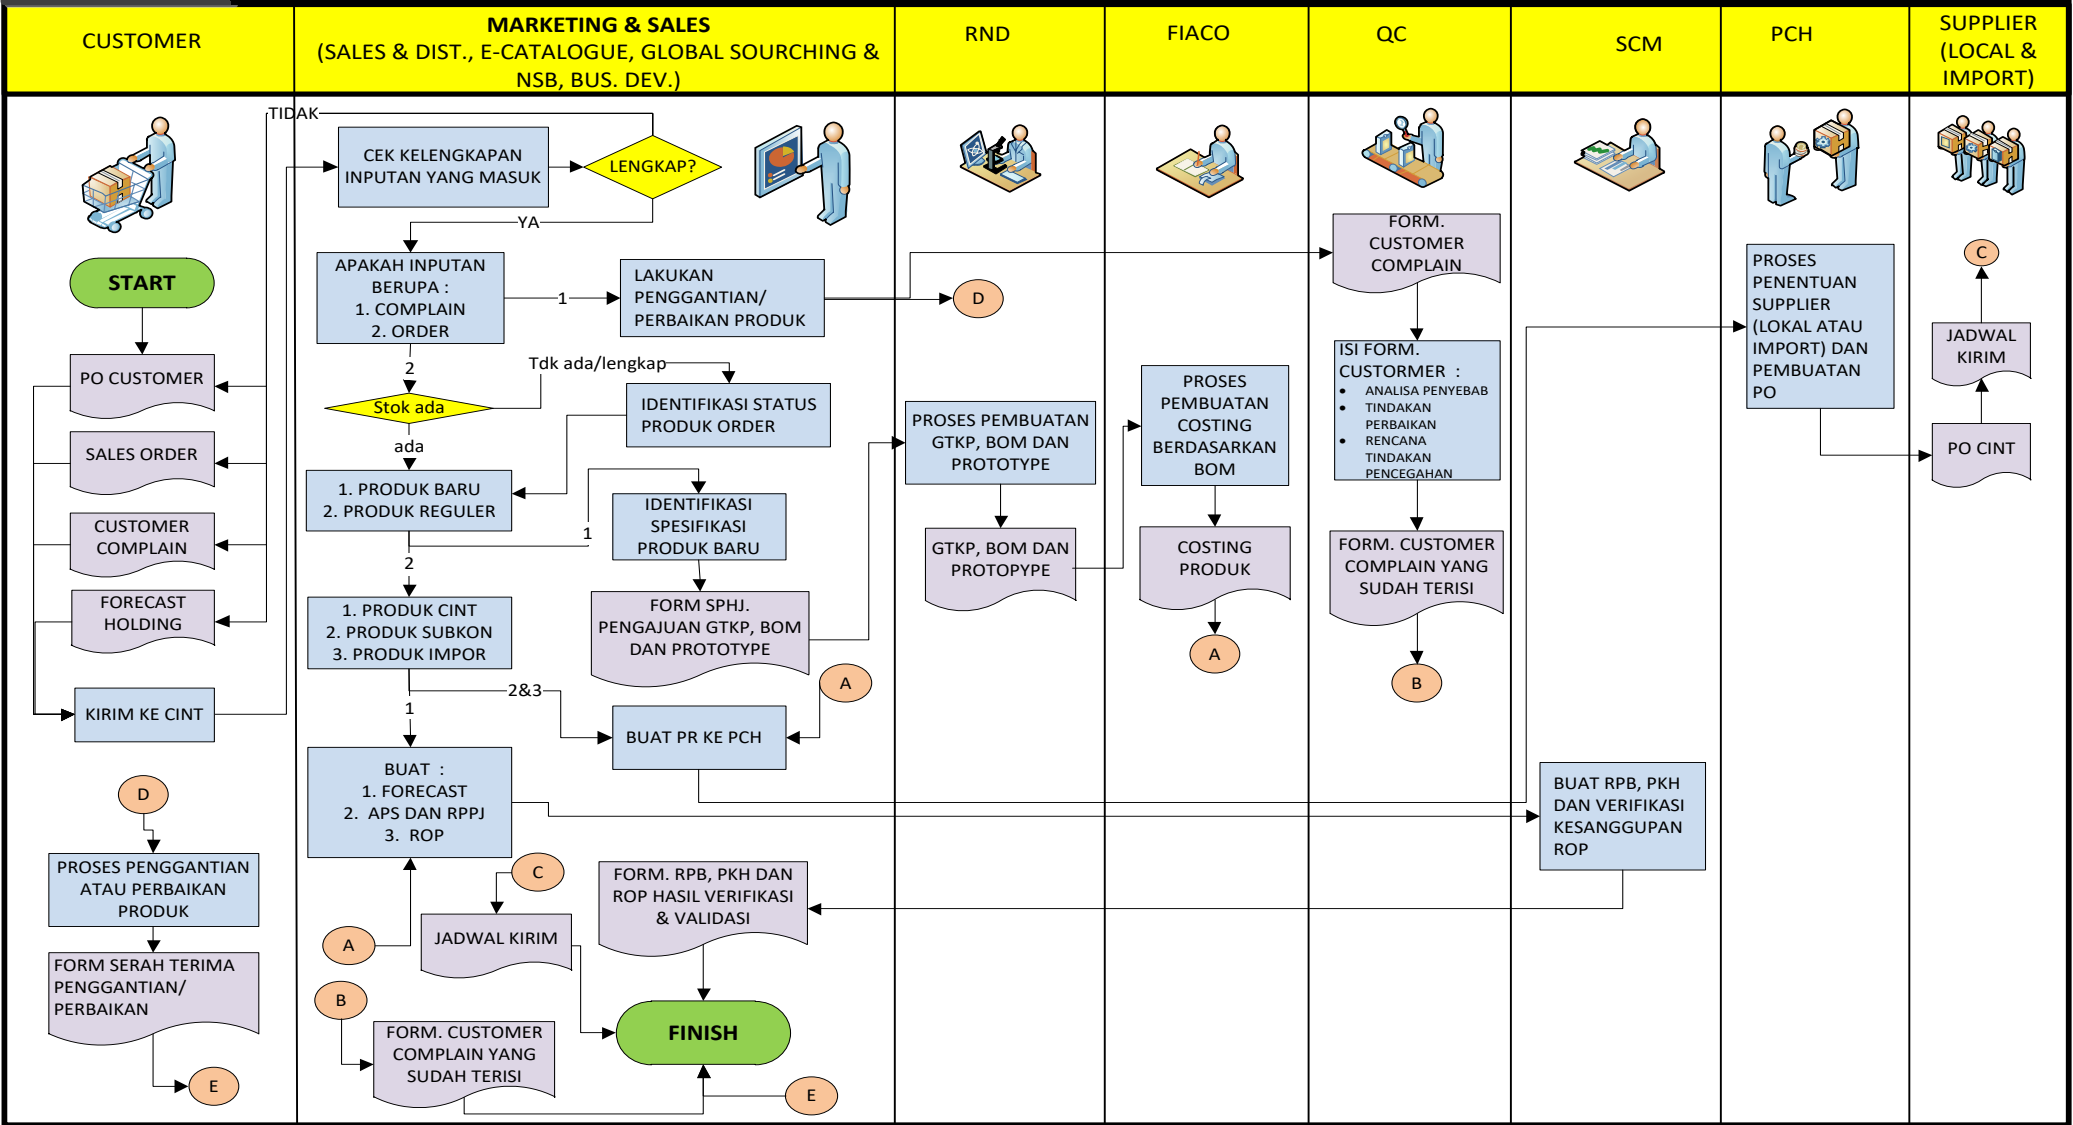 CUSTOMER
MARKETING & SALES
(SALES & DIST., E-CATALOGUE, GLOBAL SOURCHING &
NSB, BUS. DEV.)
RND
FIACO
QC
SCM
PCH
SUPPLIER
(LOCAL &
IMPORT)
START
PO CUSTOMER
SALES ORDER
CUSTOMER
COMPLAIN
FORECAST
HOLDING
KIRIM KE CINT
D
PROSES PENGGANTIAN
ATAU PERBAIKAN
PRODUK
FORM SERAH TERIMA
PENGGANTIAN/
PERBAIKAN
E
TIDAK
CEK KELENGKAPAN
INPUTAN YANG MASUK
LENGKAP?
YA
APAKAH INPUTAN
BERUPA :
1. COMPLAIN
2. ORDER
1
LAKUKAN
PENGGANTIAN/
PERBAIKAN PRODUK
2
Tdk ada/lengkap
Stok ada
IDENTIFIKASI STATUS
PRODUK ORDER
ada
1. PRODUK BARU
2. PRODUK REGULER
1
IDENTIFIKASI
SPESIFIKASI
PRODUK BARU
2
1. PRODUK CINT
2. PRODUK SUBKON
3. PRODUK IMPOR
FORM SPHJ.
PENGAJUAN GTKP, BOM
DAN PROTOTYPE
A
2&3
1
BUAT PR KE PCH
BUAT :
1. FORECAST
2. APS DAN RPPJ
3. ROP
C
FORM. RPB, PKH DAN
ROP HASIL VERIFIKASI
& VALIDASI
A
JADWAL KIRIM
B
FORM. CUSTOMER
COMPLAIN YANG
SUDAH TERISI
FINISH
E
D
PROSES PEMBUATAN
GTKP, BOM DAN
PROTOTYPE
GTKP, BOM DAN
PROTOPYPE
PROSES
PEMBUATAN
COSTING
BERDASARKAN
BOM
COSTING
PRODUK
A
FORM.
CUSTOMER
COMPLAIN
ISI FORM.
CUSTORMER :
• ANALISA PENYEBAB
• TINDAKAN
PERBAIKAN
• RENCANA
TINDAKAN
PENCEGAHAN
FORM. CUSTOMER
COMPLAIN YANG
SUDAH TERISI
B
BUAT RPB, PKH
DAN VERIFIKASI
KESANGGUPAN
ROP
PROSES
PENENTUAN
SUPPLIER
(LOKAL ATAU
IMPORT) DAN
PEMBUATAN
PO
C
JADWAL
KIRIM
PO CINT